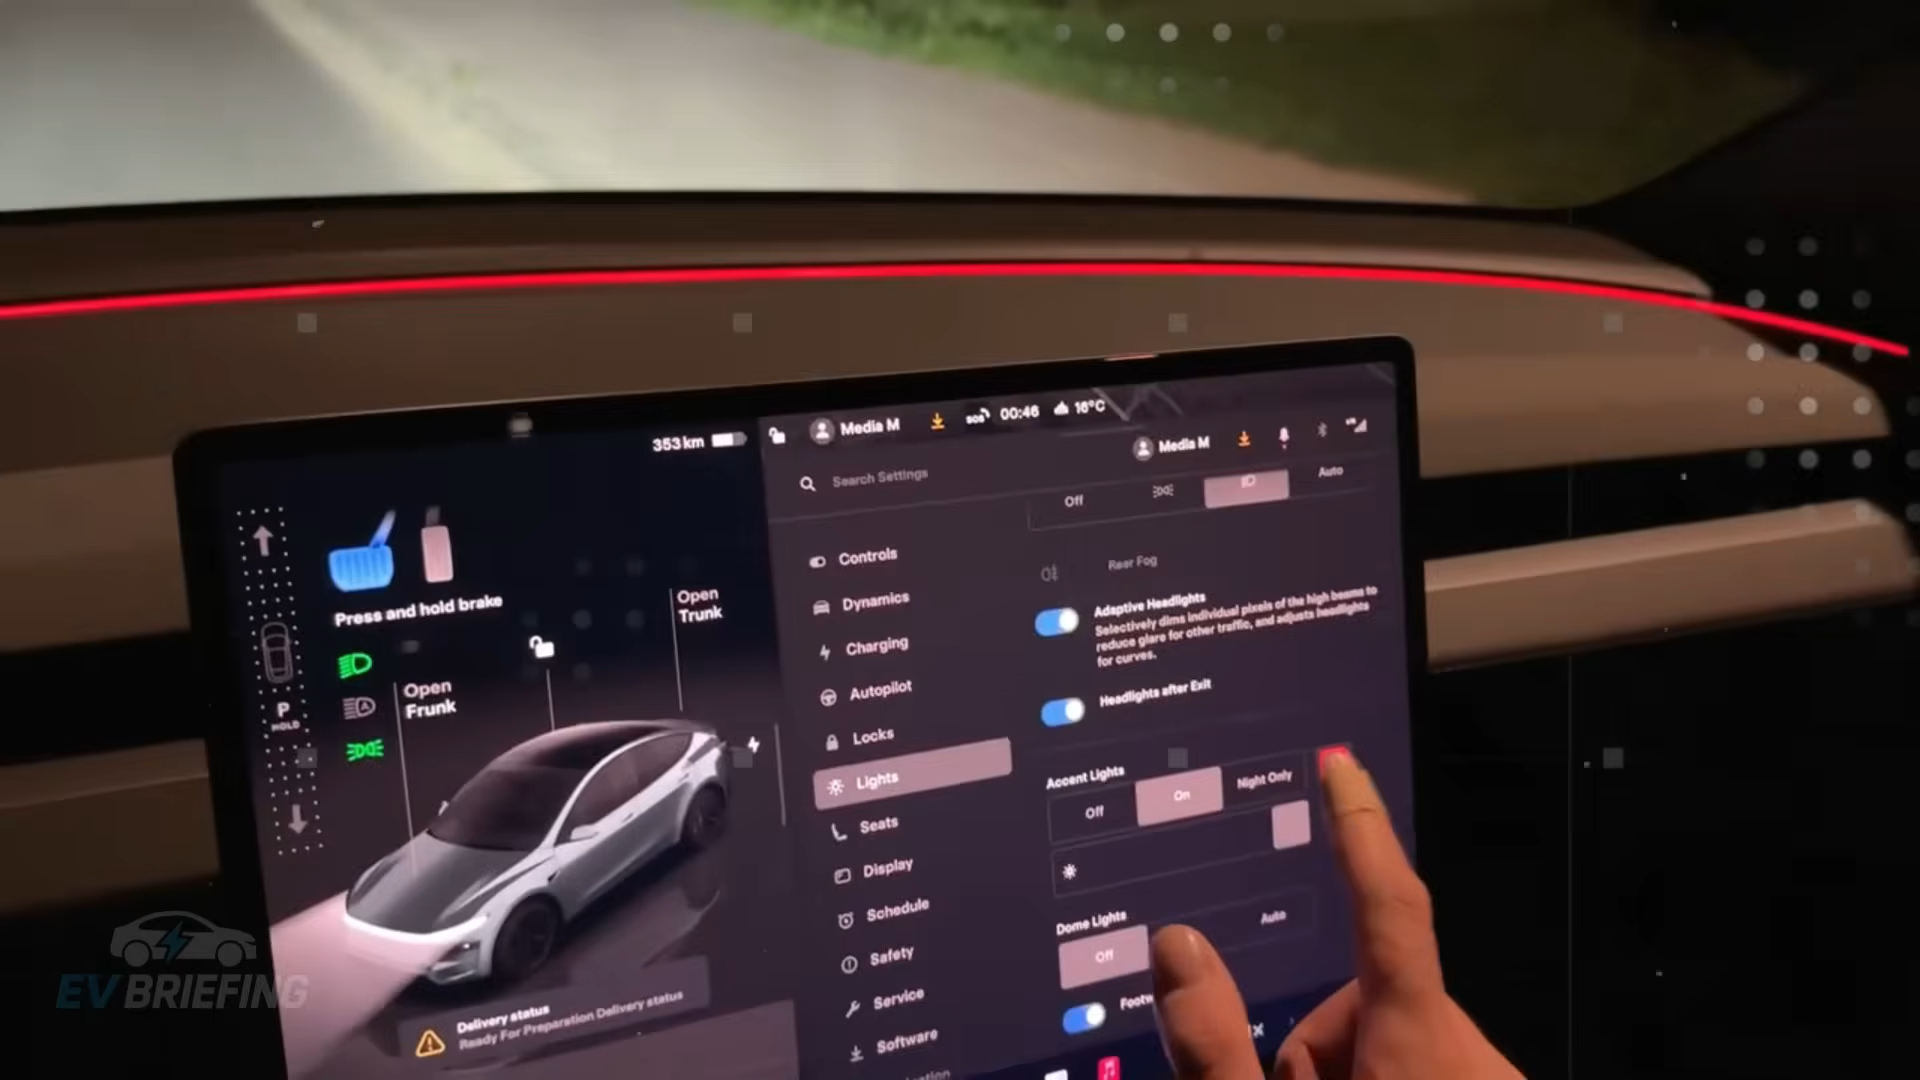 353 km
Media M
SOS
00:46
16°C
Media M
Search Settings
Off
Auto
Rear Fog
Adaptive Headlights
Selectively dims individual pixels of the high beams to
reduce glare for other traffic, and adjusts headlights
for curves.
Headlights after Exit
Accent Lights
Off
On
Night Only
Dome Lights
Off
Auto
Controls
Dynamics
Charging
Autopilot
Locks
Lights
Seats
Display
Schedule
Safety
Service
Software
Press and hold brake
Open
Trunk
Open
Frunk
P
HOLD
Delivery status
Ready For Preparation Delivery status
EV BRIEFING